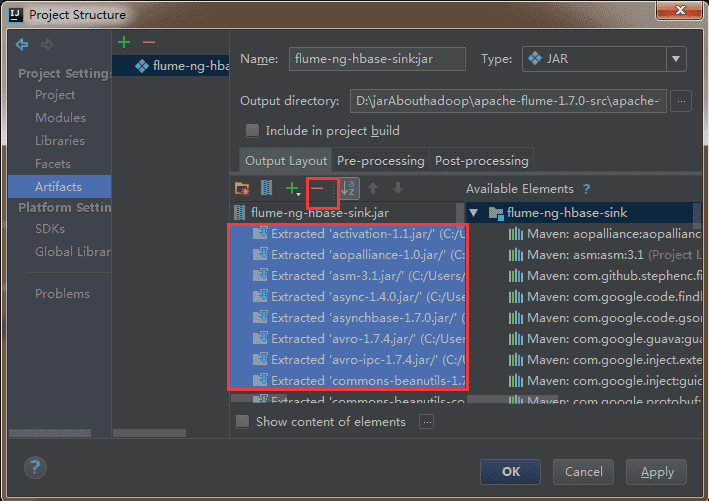 Project Structure
Project Settings
Project
Modules
Libraries
Facets
Artifacts
Platform Settin
SDKs
Global Librar
Problems
flume-ng-hba
Name: flume-ng-hbase-sink:jar Type: JAR
Output directory: D:\jarAbouthadoop\apache-flume-1.7.0-src\apache-
Include in project build
Output Layout Pre-processing Post-processing
Available Elements ?
flume-ng-hbase-sink.jar
Extracted 'activation-1.1.jar/' (C:/U
Extracted 'aopalliance-1.0.jar/' (C:/
Extracted 'asm-3.1.jar/' (C:/Users/
Extracted 'async-1.4.0.jar/' (C:/Use
Extracted 'asynchbase-1.7.0.jar/' (
Extracted 'avro-1.7.4.jar/' (C:/User
Extracted 'avro-ipc-1.7.4.jar/' (C:/
Extracted 'commons-beanutils-1.7
Extracted 'commons-beanutils-co
flume-ng-hbase-sink
Maven: aopalliance:aopallianc
Maven: asm:asm:3.1 (Project L
Maven: com.github.stephenc.fi
Maven: com.google.code.findb
Maven: com.google.code.gson
Maven: com.google.guava:gua
Maven: com.google.inject.exte
Maven: com.google.inject:guic
Maven: com.google.protobuf:
Show content of elements ...
? OK Cancel Apply